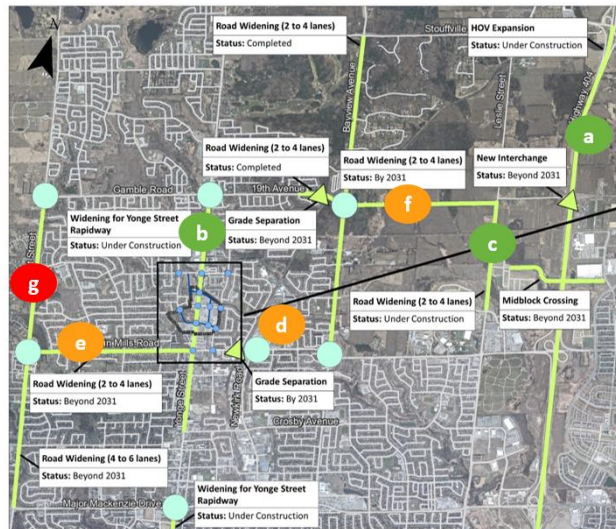 N
Road Widening (2 to 4 lanes)
Status: Completed
Stouffville
HOV Expansion
Status: Under Construction
Bayview Avenue
Leslie Street
Highway 404
a
Road Widening (2 to 4 lanes)
Status: Completed
Road Widening (2 to 4 lanes)
Status: By 2031
New Interchange
Status: Beyond 2031
Gamble Road
19th Avenue
f
Widening for Yonge Street
Rapidway
Status: Under Construction
b
Grade Separation
Status: Beyond 2031
c
Street
g
Road Widening (2 to 4 lanes)
Status: Under Construction
Midblock Crossing
Status: Beyond 2031
d
e
Mills Road
Road Widening (2 to 4 lanes)
Status: Beyond 2031
Yonge Street
Grade Separation
Status: By 2031
Crosby Avenue
Road Widening (4 to 6 lanes)
Status: Beyond 2031
Widening for Yonge Street
Rapidway
Status: Under Construction
Major Mackenzie Drive